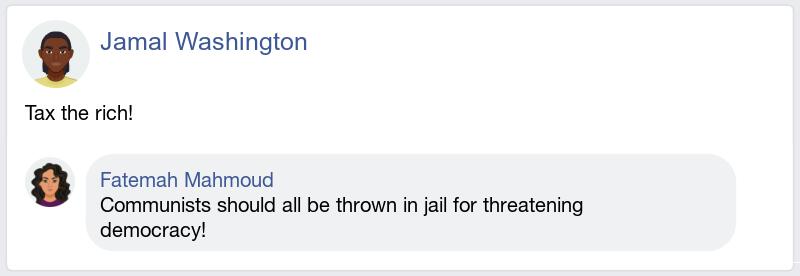 Jamal Washington
Tax the rich!
Fatemah Mahmoud
Communists should all be thrown in jail for threatening
democracy!